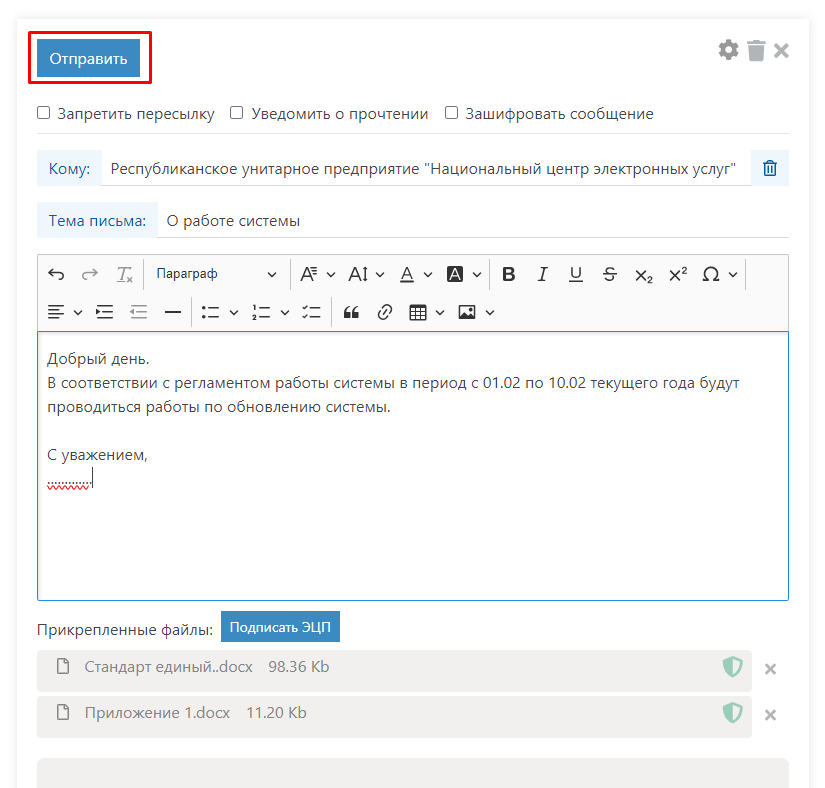 Отправить
Запретить пересылку Уведомить о прочтении Зашифровать сообщение
Кому: Республиканское унитарное предприятие "Национальный центр электронных услуг"
Тема письма: О работе системы
Параграф
Добрый день.
В соответствии с регламентом работы системы в период с 01.02 по 10.02 текущего года будут
проводиться работы по обновлению системы.
С уважением,
.............
Прикрепленные файлы: Подписать ЭЦП
Стандарт единый..docx 98.36 Kb
Приложение 1.docx 11.20 Kb